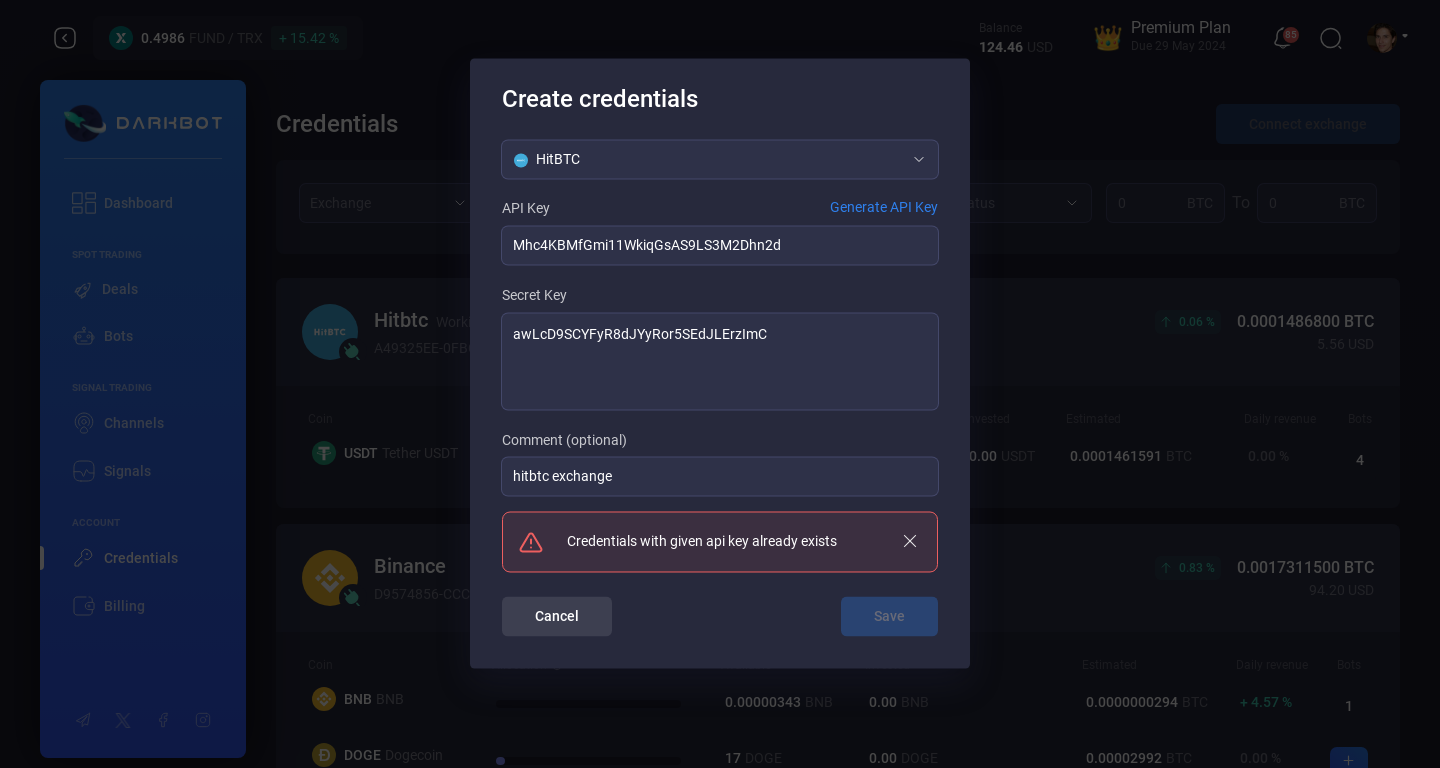 0.4986 FUND / TRX + 15.42 %
Balance
124.46 USD
Premium Plan
Due 29 May 2024
85
DARKBOT
Dashboard
SPOT TRADING
Deals
Bots
SIGNAL TRADING
Channels
Signals
ACCOUNT
Credentials
Billing
Credentials
Connect exchange
Exchange
0 BTC To 0 BTC
HitBTC
Hitbtc
0.06 % 0.0001486800 BTC
5.56 USD
Coin Estimated Daily revenue Bots
USDT Tether USDT 0.00 USDT 0.0001461591 BTC 0.00 % 4
Binance
0.83 % 0.0017311500 BTC
D9574856-CCC
94.20 USD
Coin Estimated Daily revenue Bots
BNB BNB 0.00000343 BNB 0.00 BNB 0.0000000294 BTC + 4.57 % 1
DOGE Dogecoin 17 DOGE 0.00 DOGE 0.00002992 BTC 0.00 % +
Create credentials
HitBTC
API Key Generate API Key
Mhc4KBMfGmi11WkiqGsAS9LS3M2Dhn2d
Secret Key
awLcD9SCYFyR8dJYyRor5SEdJLErzImC
Comment (optional)
hitbtc exchange
Credentials with given api key already exists
Cancel Save